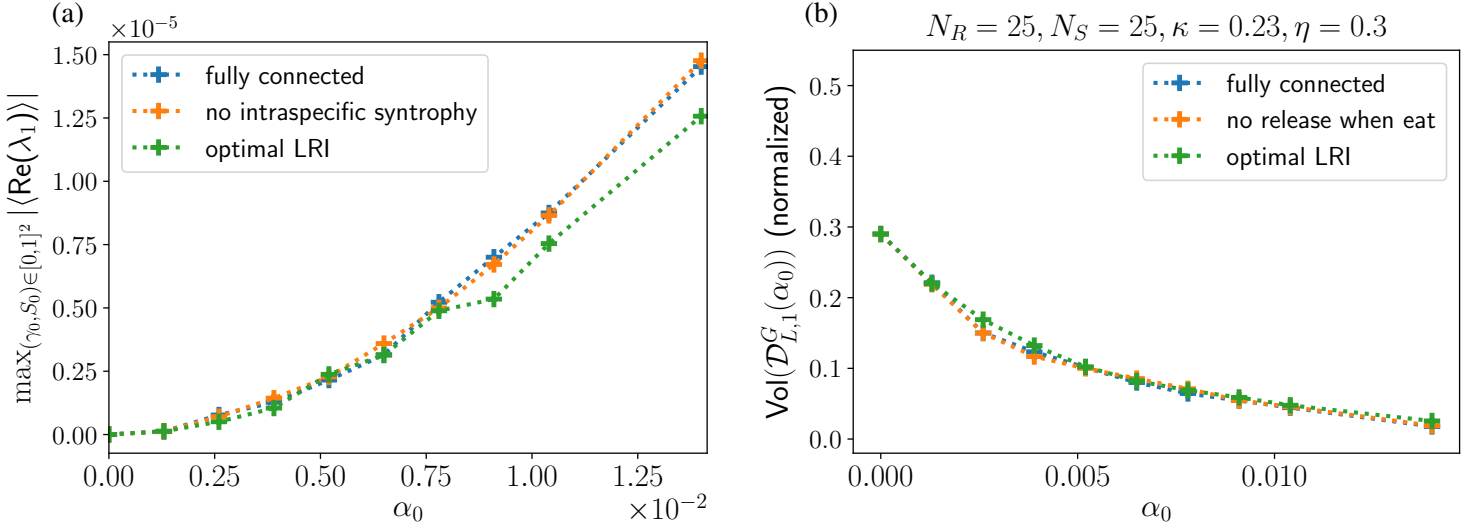 (a)
×10⁻⁵
max_(γ₀,S₀)∈[0,1]² |⟨Re(λ₁)⟩|
1.50
1.25
1.00
0.75
0.50
0.25
0.00
fully connected
no intraspecific syntrophy
optimal LRI
0.00 0.25 0.50 0.75 1.00 1.25
×10⁻²
α₀
(b)
N_R = 25, N_S = 25, κ = 0.23, η = 0.3
Vol(𝒟^G_{L,1}(α₀)) (normalized)
0.5
0.4
0.3
0.2
0.1
0.0
fully connected
no release when eat
optimal LRI
0.000 0.005 0.010
α₀